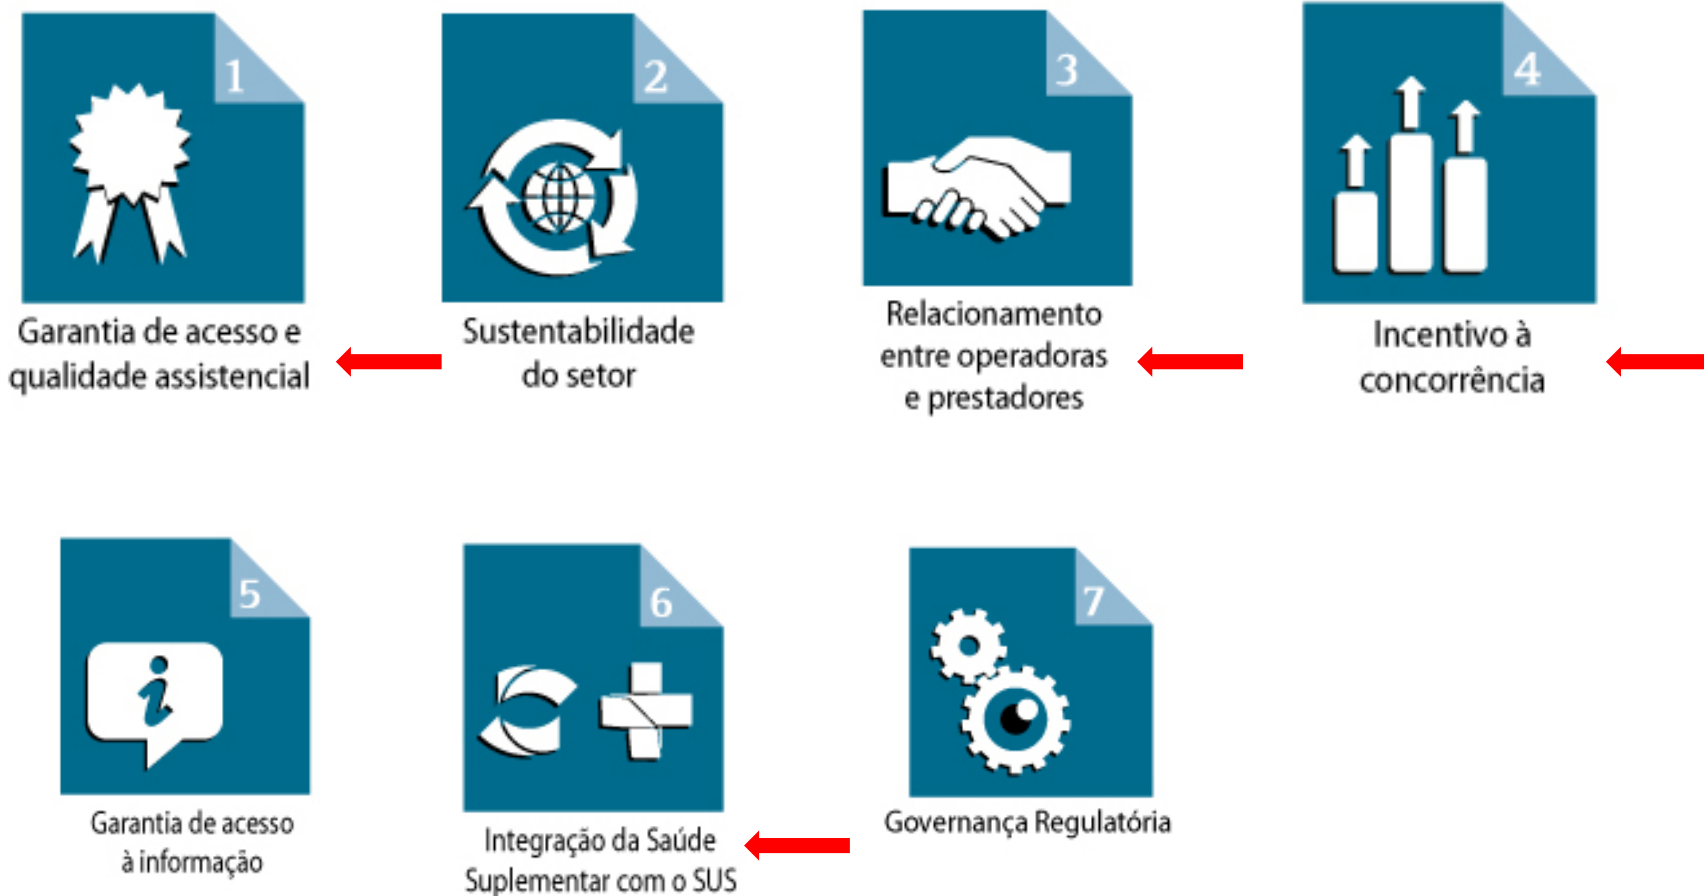 1
Garantia de acesso e
qualidade assistencial
2
Sustentabilidade
do setor
3
Relacionamento
entre operadoras
e prestadores
4
Incentivo à
concorrência
5
i
Garantia de acesso
à informação
6
Integração da Saúde
Suplementar com o SUS
7
Governança Regulatória